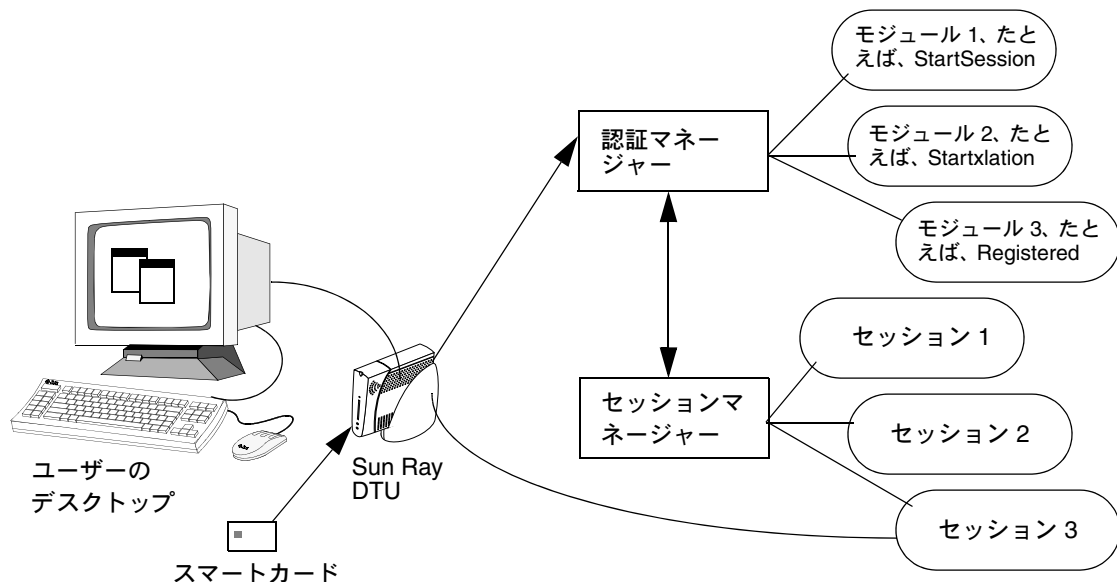 モジュール 1、たと
えば、StartSession
認証マネー
ジャー
モジュール 2、たと
えば、Startxlation
モジュール 3、たと
えば、Registered
セッション 1
セッションマ
ネージャー
セッション 2
セッション 3
Sun Ray
DTU
ユーザーの
デスクトップ
スマートカード